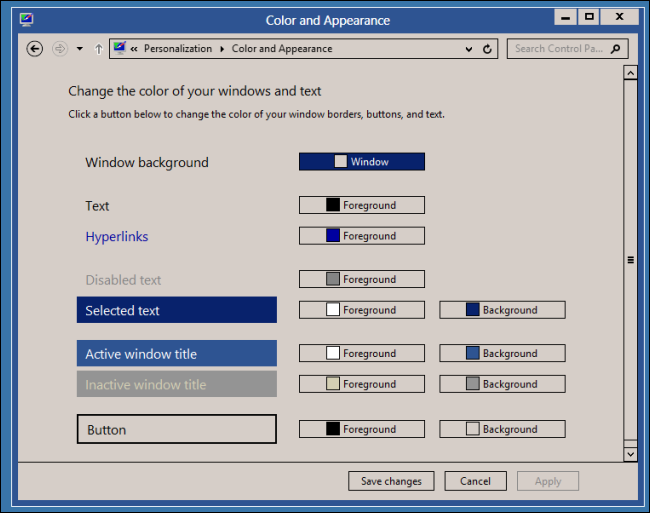 Color and Appearance
« Personalization Color and Appearance Search Control Pa...
Change the color of your windows and text
Click a button below to change the color of your window borders, buttons, and text.
Window background Window
Text Foreground
Hyperlinks Foreground
Disabled text Foreground
Selected text Foreground Background
Active window title Foreground Background
Inactive window title Foreground Background
Button Foreground Background
Save changes Cancel Apply